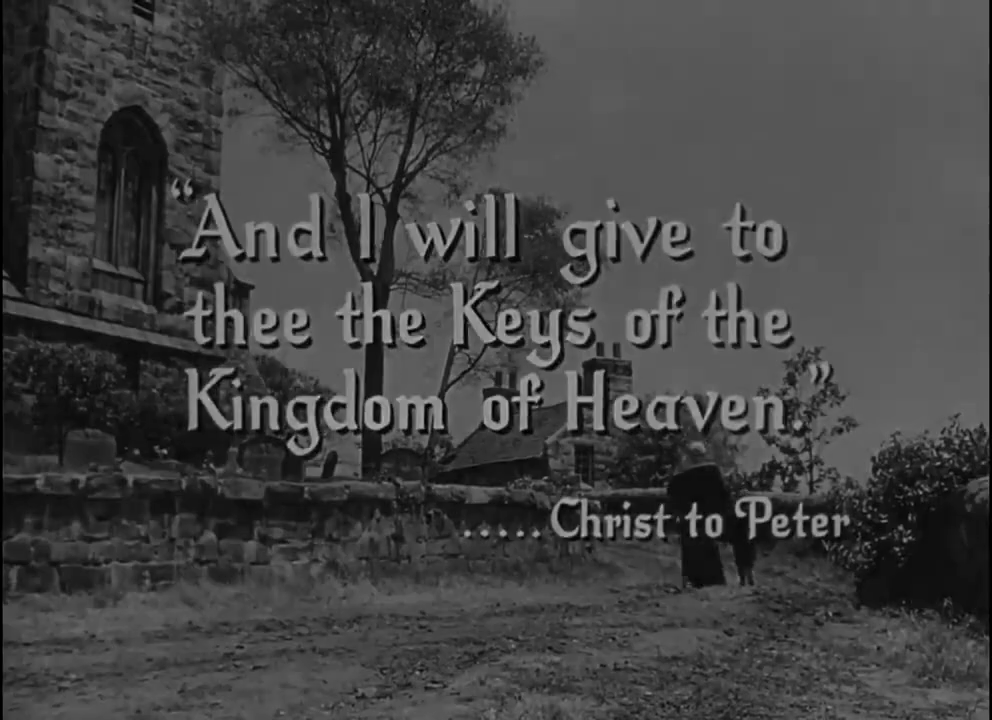 “And I will give to
thee the Keys of the
Kingdom of Heaven.”
.....Christ to Peter